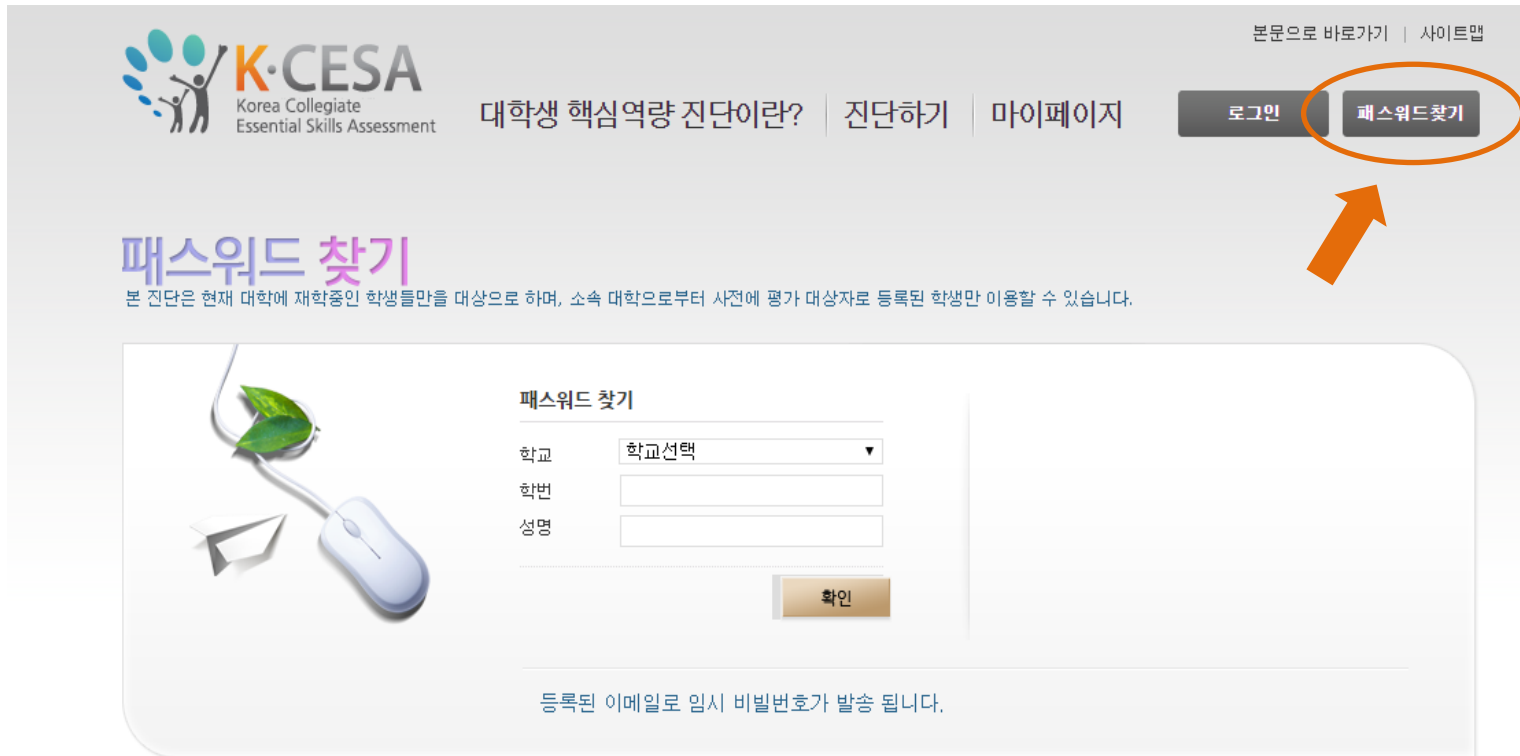 본문으로 바로가기 | 사이트맵
K·CESA
Korea Collegiate
Essential Skills Assessment
대학생 핵심역량 진단이란? 진단하기 마이페이지
로그인 패스워드찾기
패스워드 찾기
본 진단은 현재 대학에 재학중인 학생들만을 대상으로 하며, 소속 대학으로부터 사전에 평가 대상자로 등록된 학생만 이용할 수 있습니다.
패스워드 찾기
학교 학교선택 ▼
학번
성명
확인
등록된 이메일로 임시 비빌번호가 발송 됩니다.